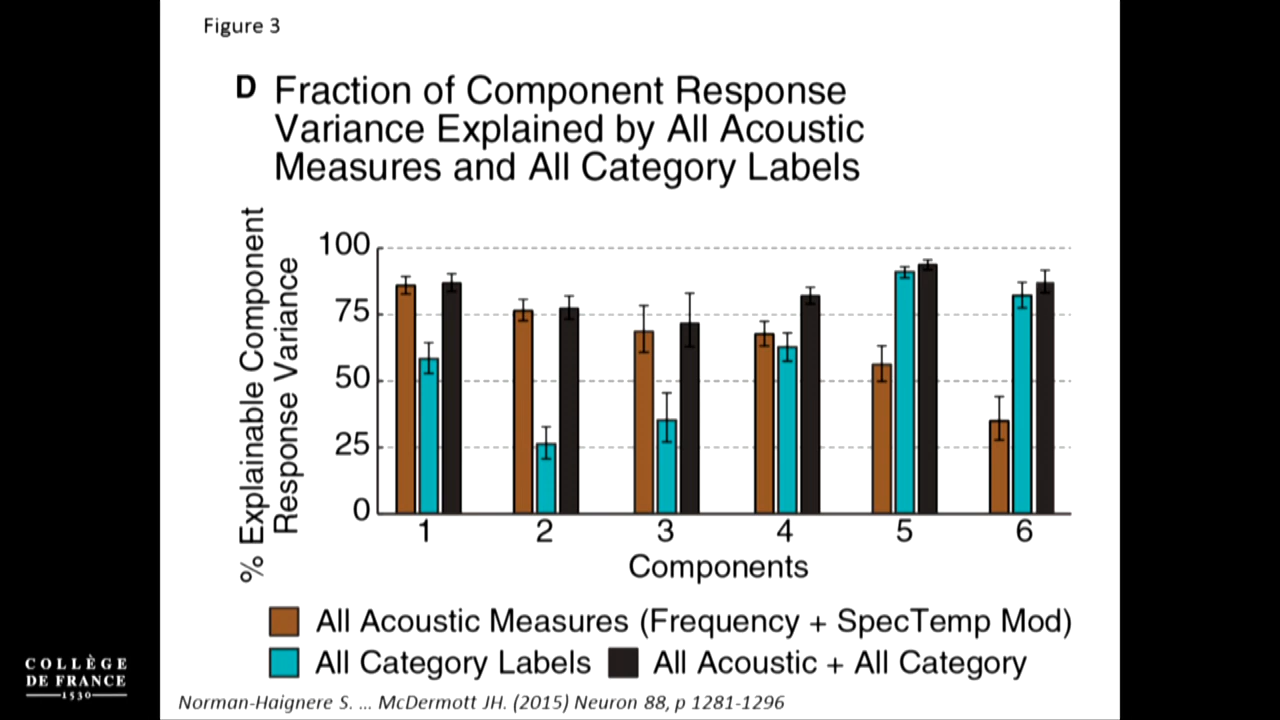 Figure 3
D Fraction of Component Response
Variance Explained by All Acoustic
Measures and All Category Labels
% Explainable Component
Response Variance
100
75
50
25
0
1 2 3 4 5 6
Components
All Acoustic Measures (Frequency + SpecTemp Mod)
All Category Labels All Acoustic + All Category
COLLÈGE
DE FRANCE
1530
Norman-Haignere S. ... McDermott JH. (2015) Neuron 88, p 1281-1296